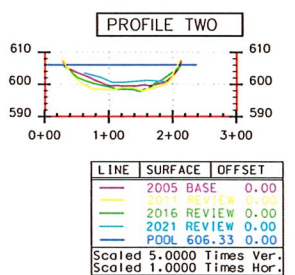 PROFILE TWO
610 610
600 600
590 590
0+00 1+00 2+00 3+00
LINE SURFACE OFFSET
2005 BASE 0.00
2011 REVIEW 0.00
2016 REVIEW 0.00
2021 REVIEW 0.00
POOL 606.33 0.00
Scaled 5.0000 Times Ver.
Scaled 1.0000 Times Hor.